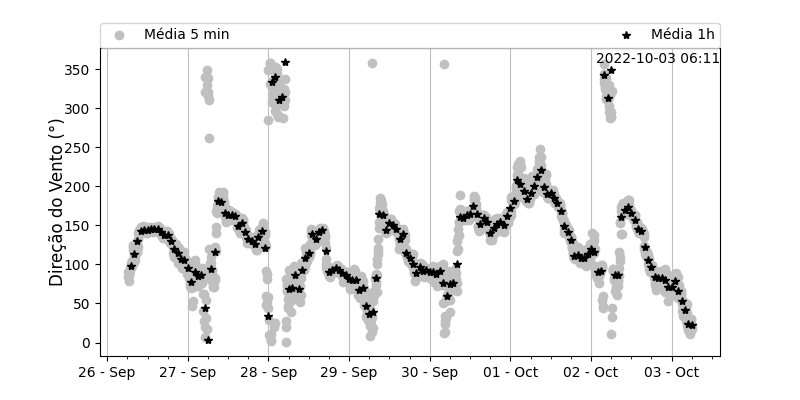 Média 5 min
Média 1h
2022-10-03 06:11
Direção do Vento (°)
350
300
250
200
150
100
50
0
26 - Sep
27 - Sep
28 - Sep
29 - Sep
30 - Sep
01 - Oct
02 - Oct
03 - Oct